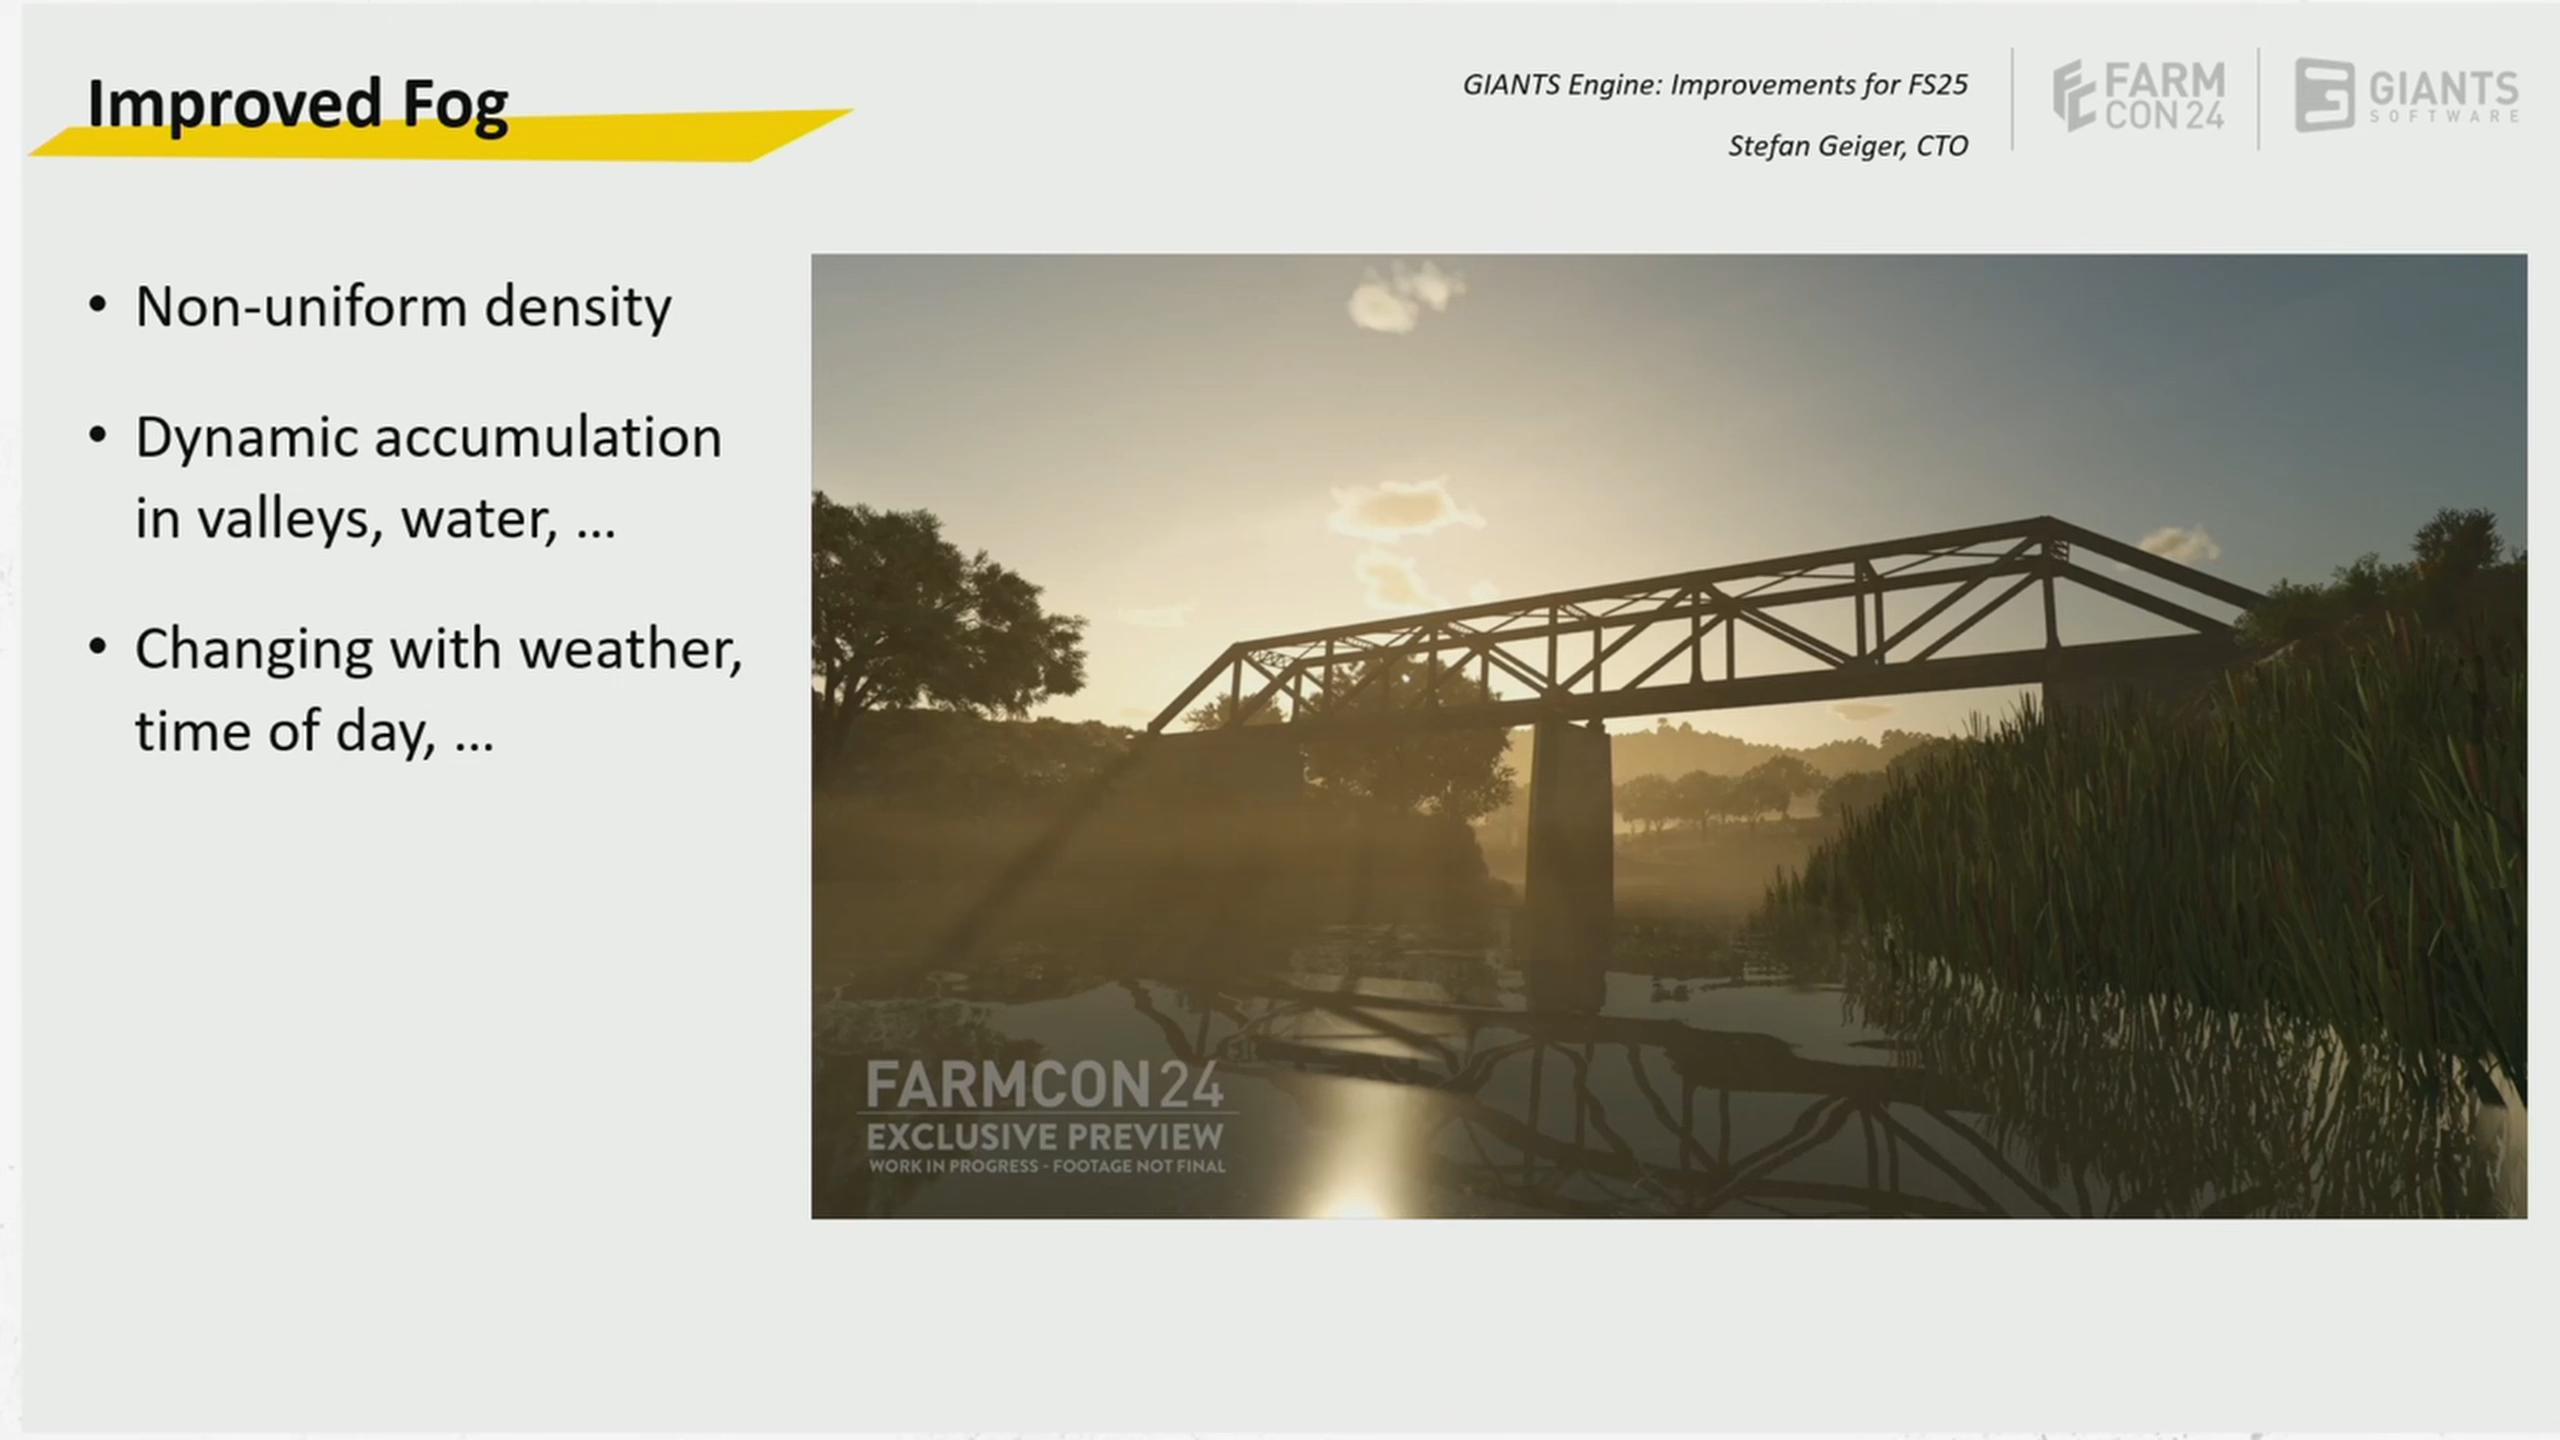 Improved Fog
GIANTS Engine: Improvements for FS25
Stefan Geiger, CTO
FARM
CON 24
GIANTS
SOFTWARE
• Non-uniform density
• Dynamic accumulation
in valleys, water, ...
• Changing with weather,
time of day, ...
FARMCON 24
EXCLUSIVE PREVIEW
WORK IN PROGRESS - FOOTAGE NOT FINAL